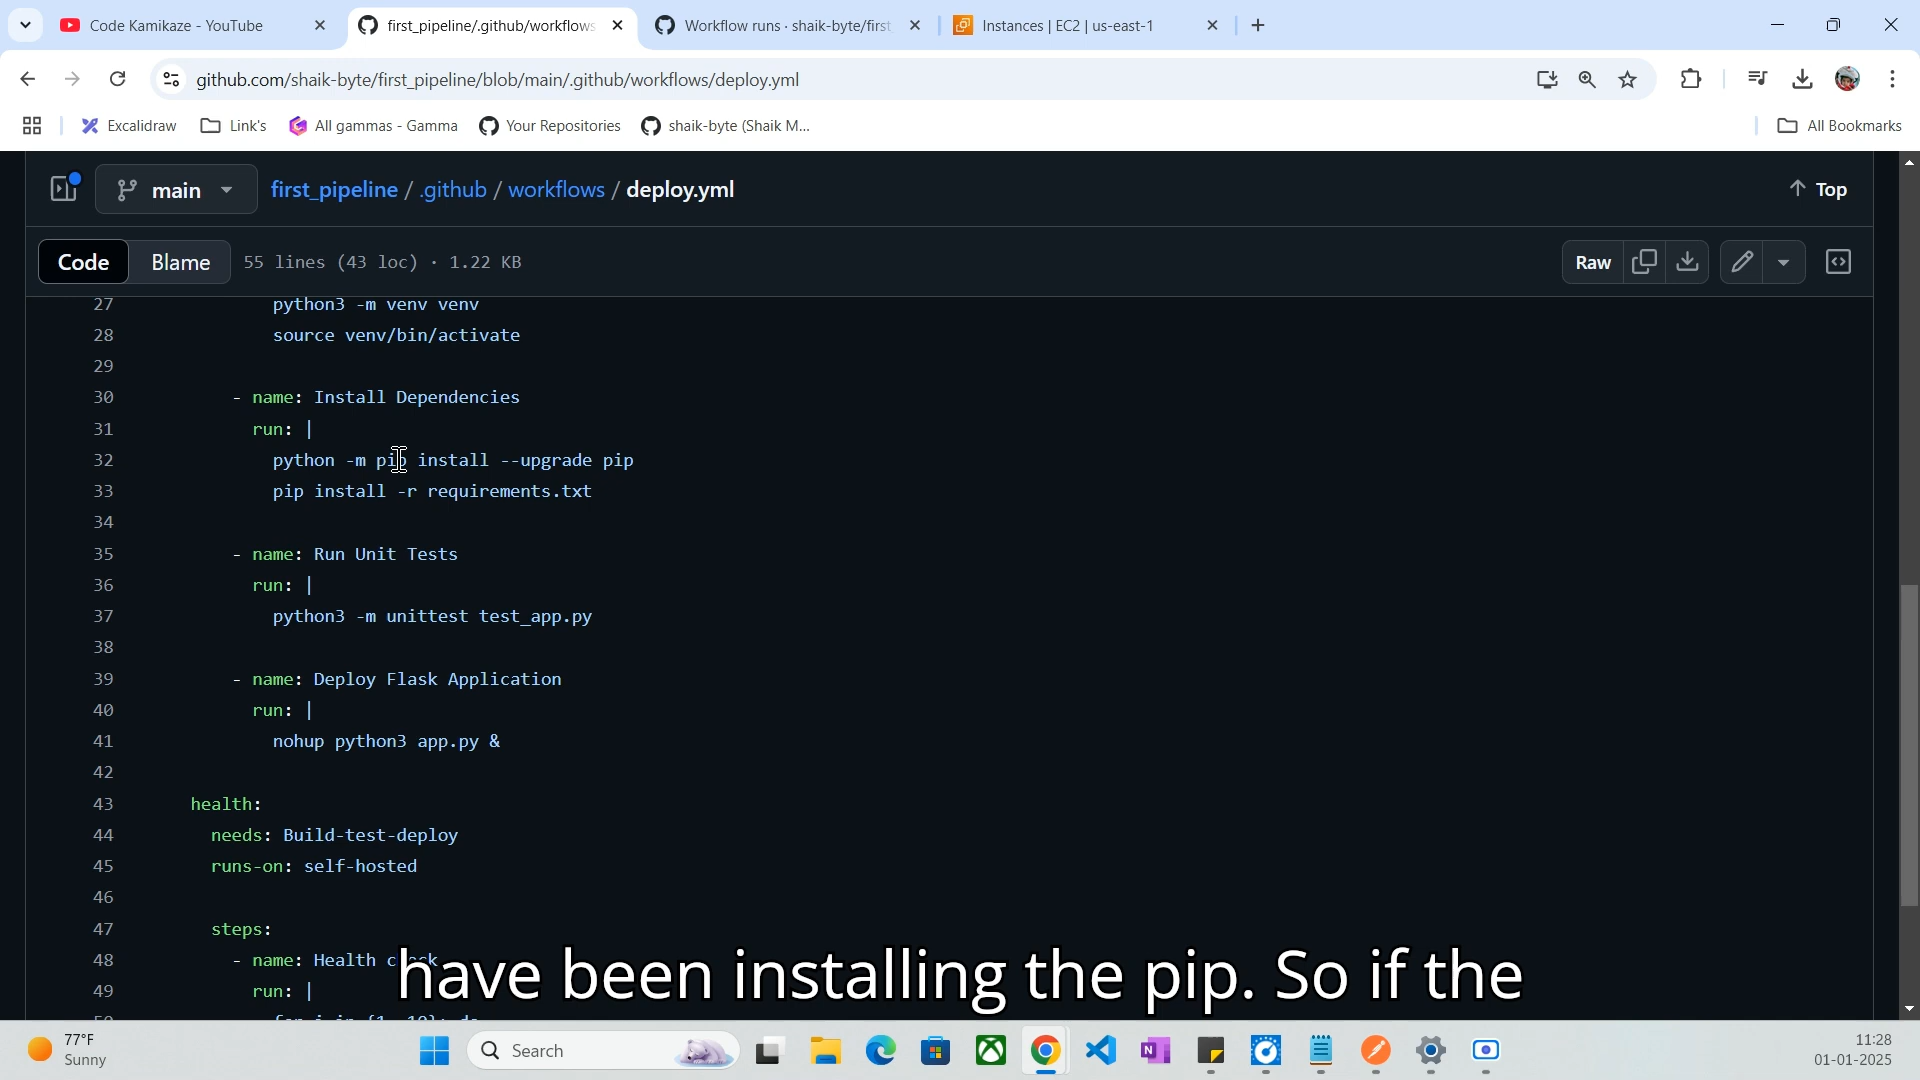 Code Kamikaze - YouTube
first_pipeline/.github/workflows
Workflow runs · shaik-byte/first_
Instances | EC2 | us-east-1
github.com/shaik-byte/first_pipeline/blob/main/.github/workflows/deploy.yml
Excalidraw
Link's
All gammas - Gamma
Your Repositories
shaik-byte (Shaik M...
All Bookmarks
main
first_pipeline / .github / workflows / deploy.yml
Top
Code
Blame
55 lines (43 loc) · 1.22 KB
Raw
27 python3 -m venv venv
28 source venv/bin/activate
29
30 - name: Install Dependencies
31 run: |
32 python -m pip install --upgrade pip
33 pip install -r requirements.txt
34
35 - name: Run Unit Tests
36 run: |
37 python3 -m unittest test_app.py
38
39 - name: Deploy Flask Application
40 run: |
41 nohup python3 app.py &
42
43 health:
44 needs: Build-test-deploy
45 runs-on: self-hosted
46
47 steps:
48 - name: Health check
49 run: |
have been installing the pip. So if the
77°F
Sunny
Search
11:28
01-01-2025